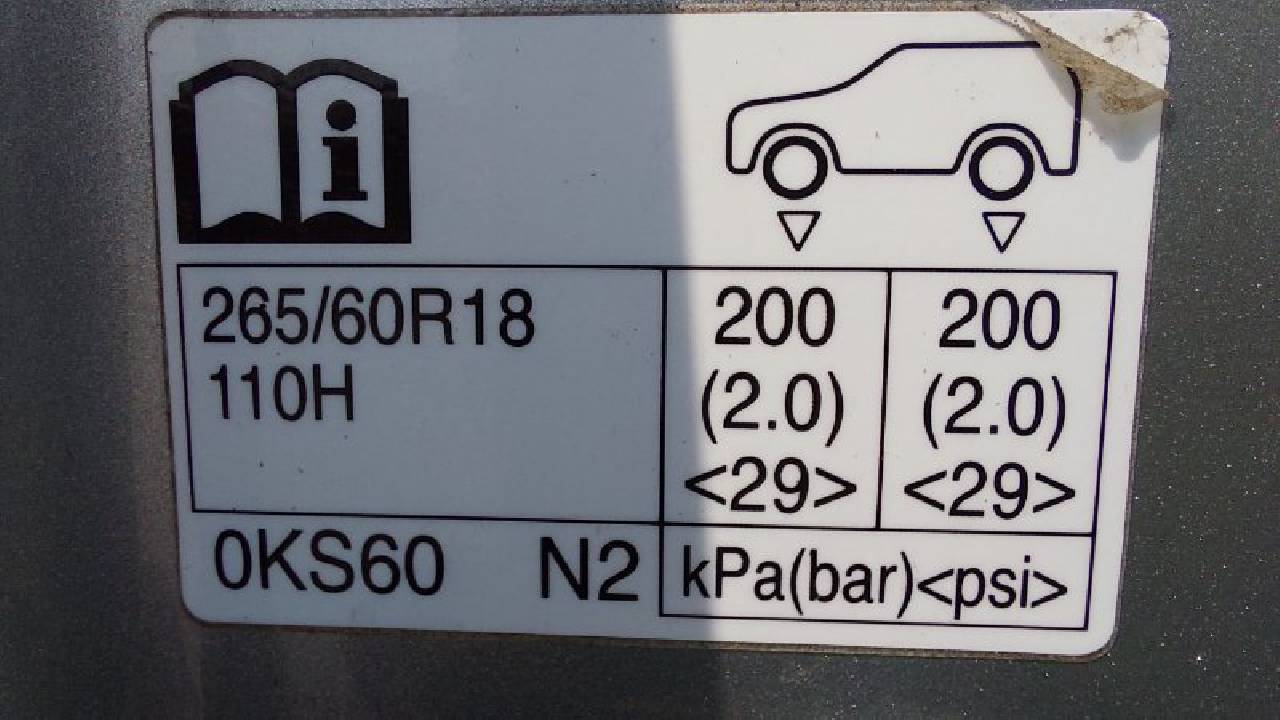 265/60R18 200 200
110H (2.0) (2.0)
<29> <29>
0KS60 N2 kPa(bar)<psi>